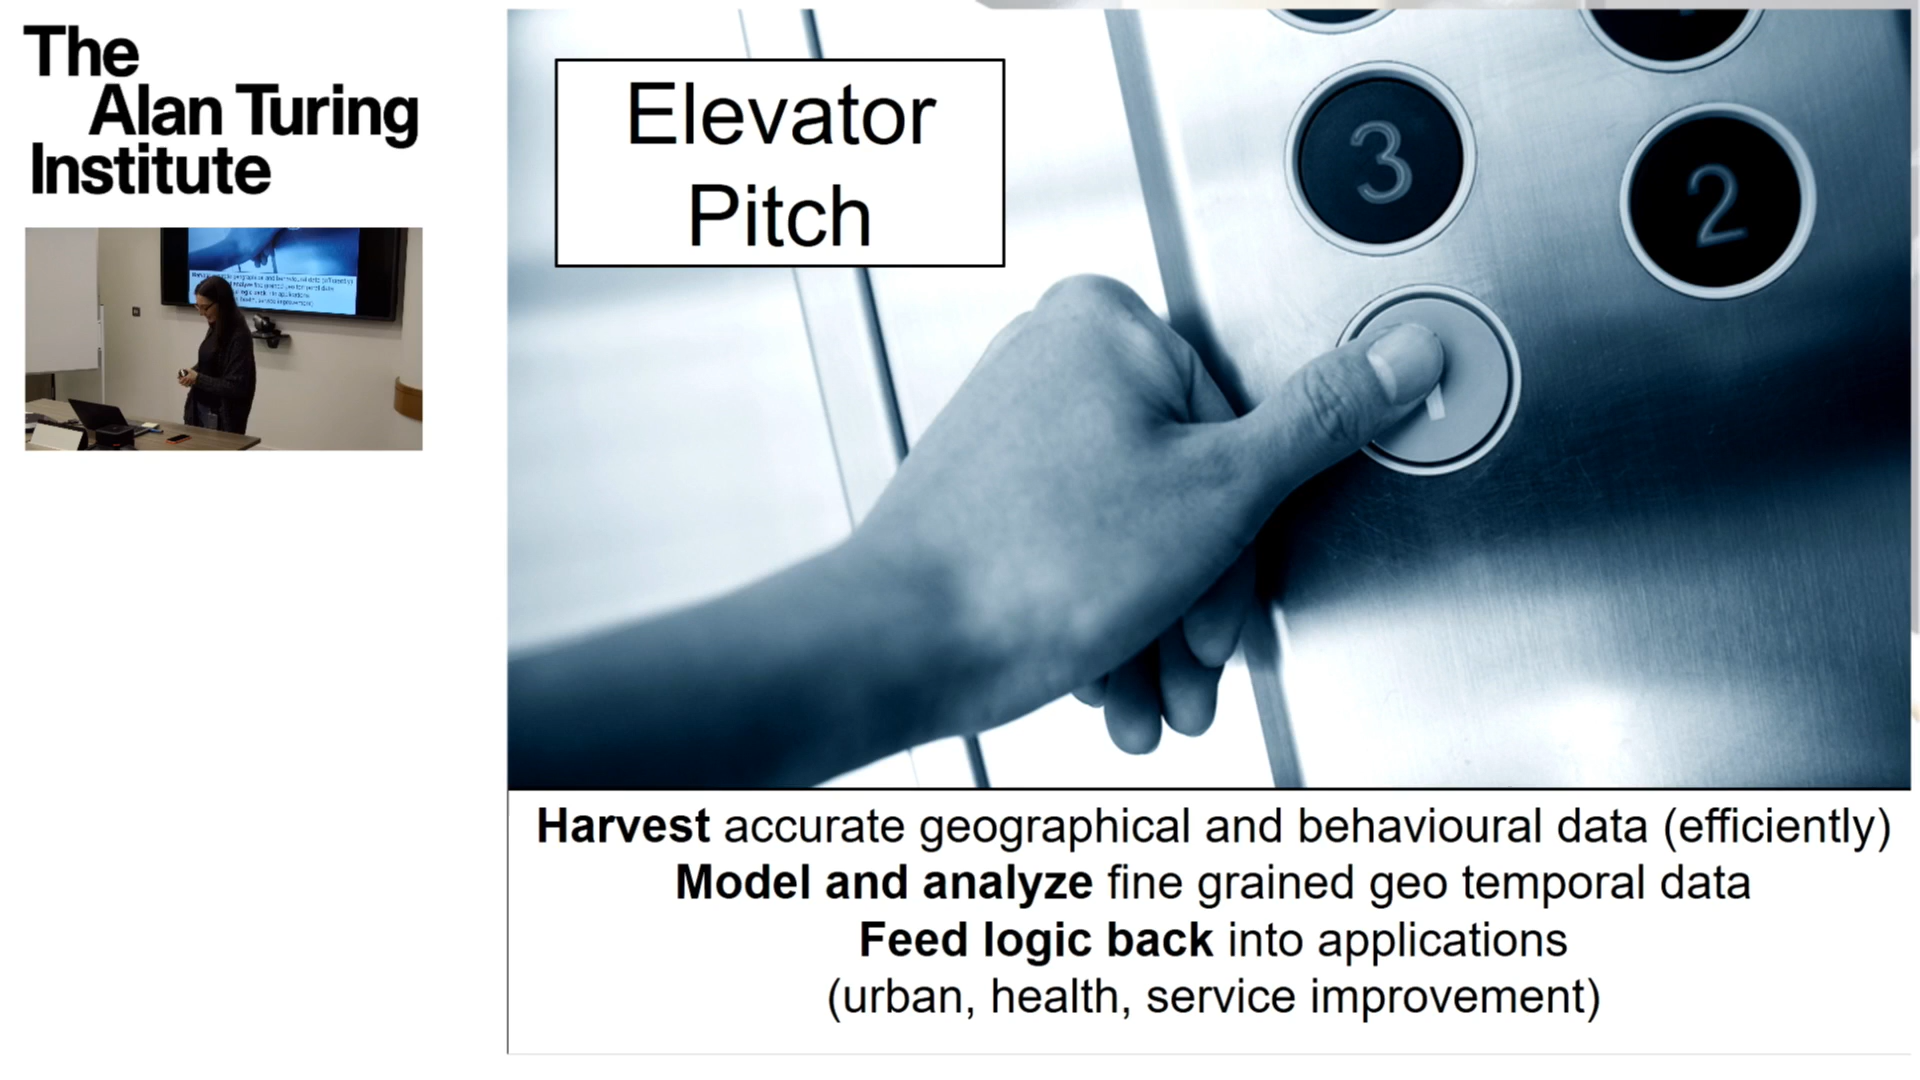 The
Alan Turing
Institute
Elevator
Pitch
3
2
1
Harvest accurate geographical and behavioural data (efficiently)
Model and analyze fine grained geo temporal data
Feed logic back into applications
(urban, health, service improvement)